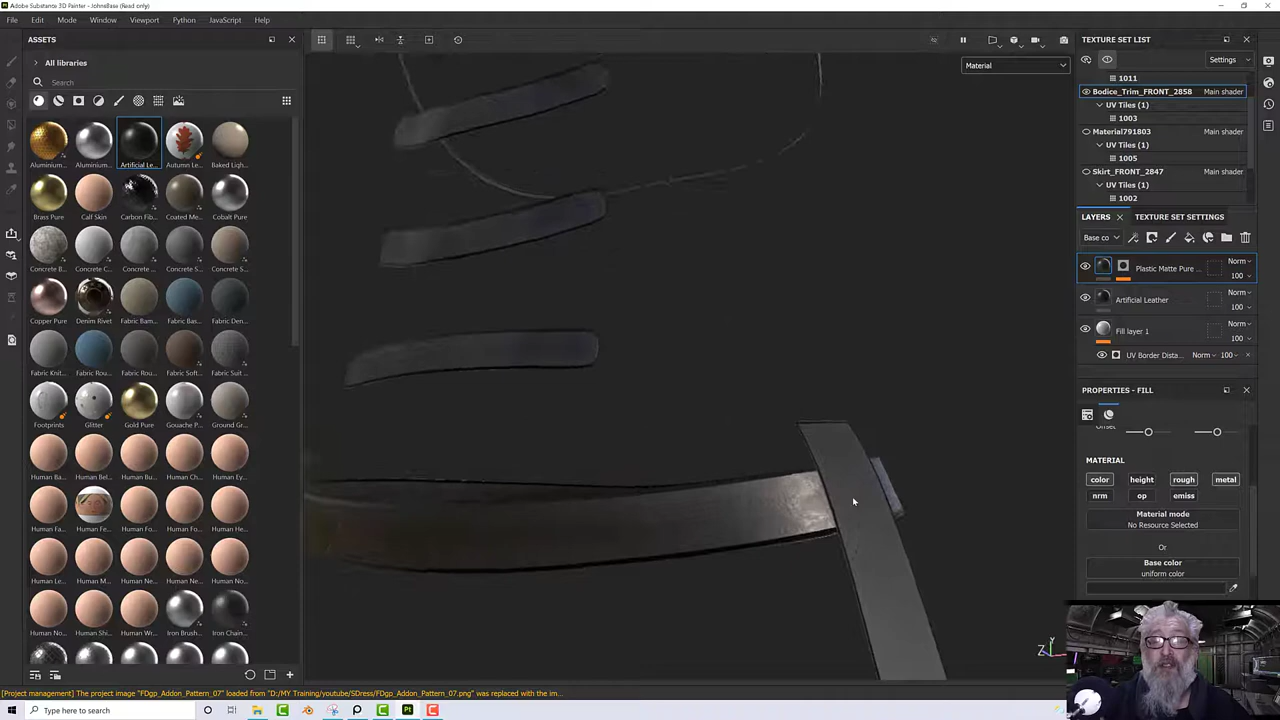 Adobe Substance 3D Painter - JohnsBase (Read only)
File Edit Mode Window Viewport Python JavaScript Help
ASSETS
All libraries
Search
Aluminium... Aluminium... Artificial Le... Autumn Le... Baked Ligh...
Brass Pure Calf Skin Carbon Fib... Coated Me... Cobalt Pure
Concrete B... Concrete C... Concrete ... Concrete S... Concrete S...
Copper Pure Denim Rivet Fabric Bam... Fabric Bas... Fabric Den...
Fabric Knit... Fabric Rou... Fabric Rou... Fabric Soft... Fabric Suit ...
Footprints Glitter Gold Pure Gouache P... Ground Gr...
Human Ba... Human Bel... Human Bu... Human Ch... Human Ey...
Human Fa... Human Fe... Human Fo... Human Fo... Human He...
Human Le... Human M... Human Ne... Human Ne... Human No...
Human No... Human Shi... Human Wr... Iron Brus... Iron Chain...
Material
Z
Y
TEXTURE SET LIST
Settings
1011
Bodice_Trim_FRONT_2858 Main shader
UV Tiles (1)
1003
Material791803 Main shader
UV Tiles (1)
1005
Skirt_FRONT_2847 Main shader
UV Tiles (1)
1002
LAYERS TEXTURE SET SETTINGS
Base co
Plastic Matte Pure ... Norm
100
Artificial Leather Norm
100
Fill layer 1 Norm
100
UV Border Dista... Norm 100
PROPERTIES - FILL
Offset
MATERIAL
color height rough metal
nrm op emiss
Material mode
No Resource Selected
Or
Base color
uniform color
[Project management] The project image "FDgp_Addon_Pattern_07" loaded from "D:/MY Training/youtube/SDress/FDgp_Addon_Pattern_07.png" was replaced with the im...
Type here to search